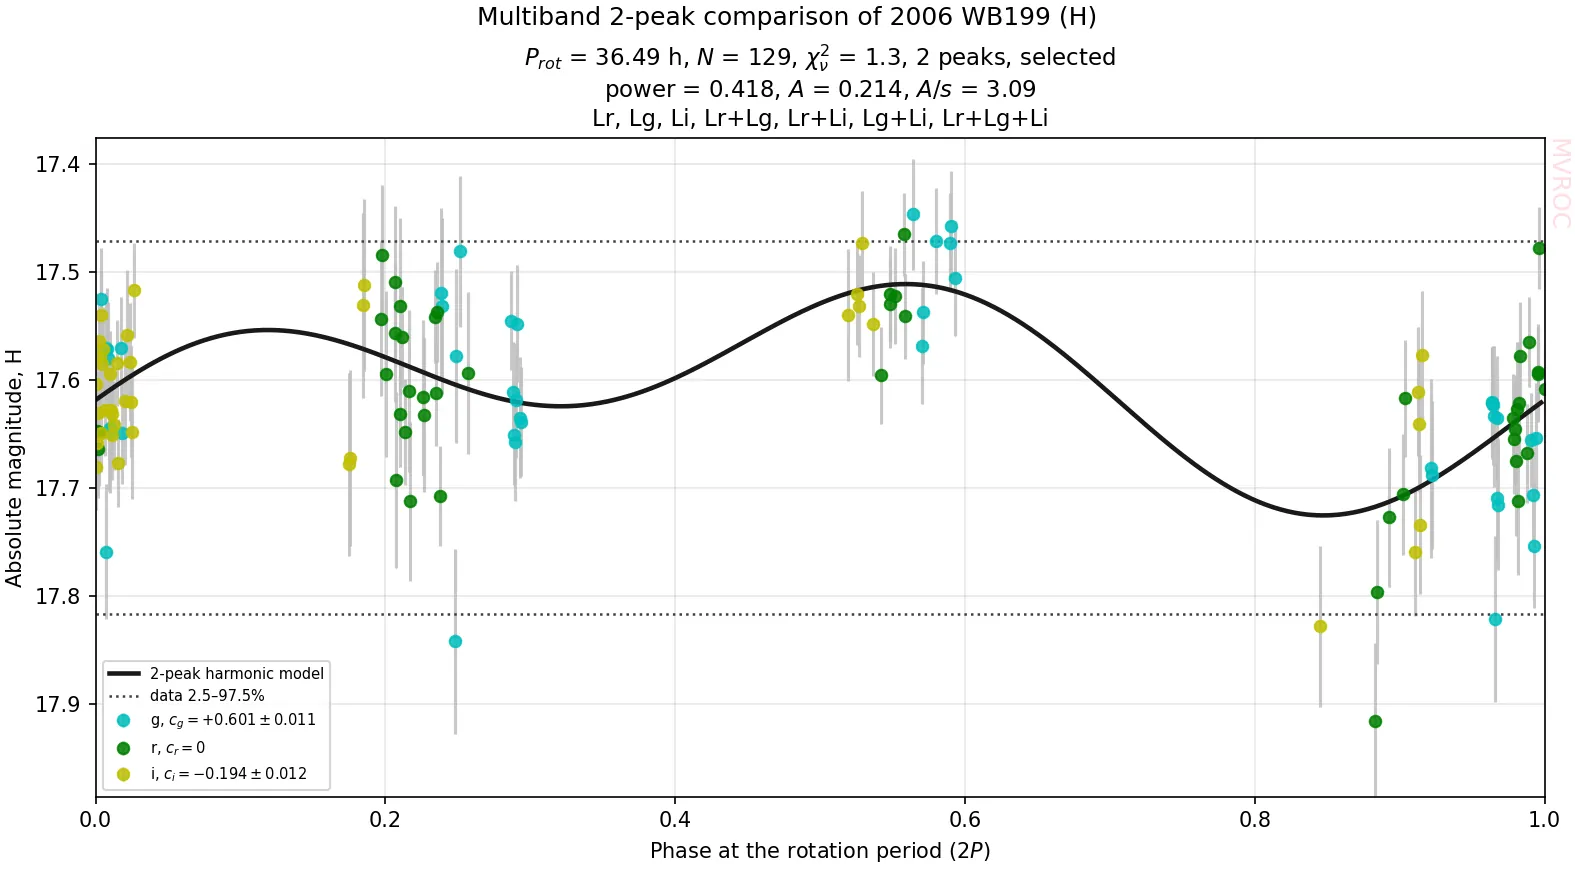 Multiband 2-peak comparison of 2006 WB199 (H)
P_rot = 36.49 h, N = 129, χ²_ν = 1.3, 2 peaks, selected
power = 0.418, A = 0.214, A/s = 3.09
Lr, Lg, Li, Lr+Lg, Lr+Li, Lg+Li, Lr+Lg+Li
MVROC
Absolute magnitude, H
17.4
17.5
17.6
17.7
17.8
17.9
2-peak harmonic model
data 2.5–97.5%
g, c_g = +0.601 ± 0.011
r, c_r = 0
i, c_i = −0.194 ± 0.012
0.0
0.2
0.4
0.6
0.8
1.0
Phase at the rotation period (2P)